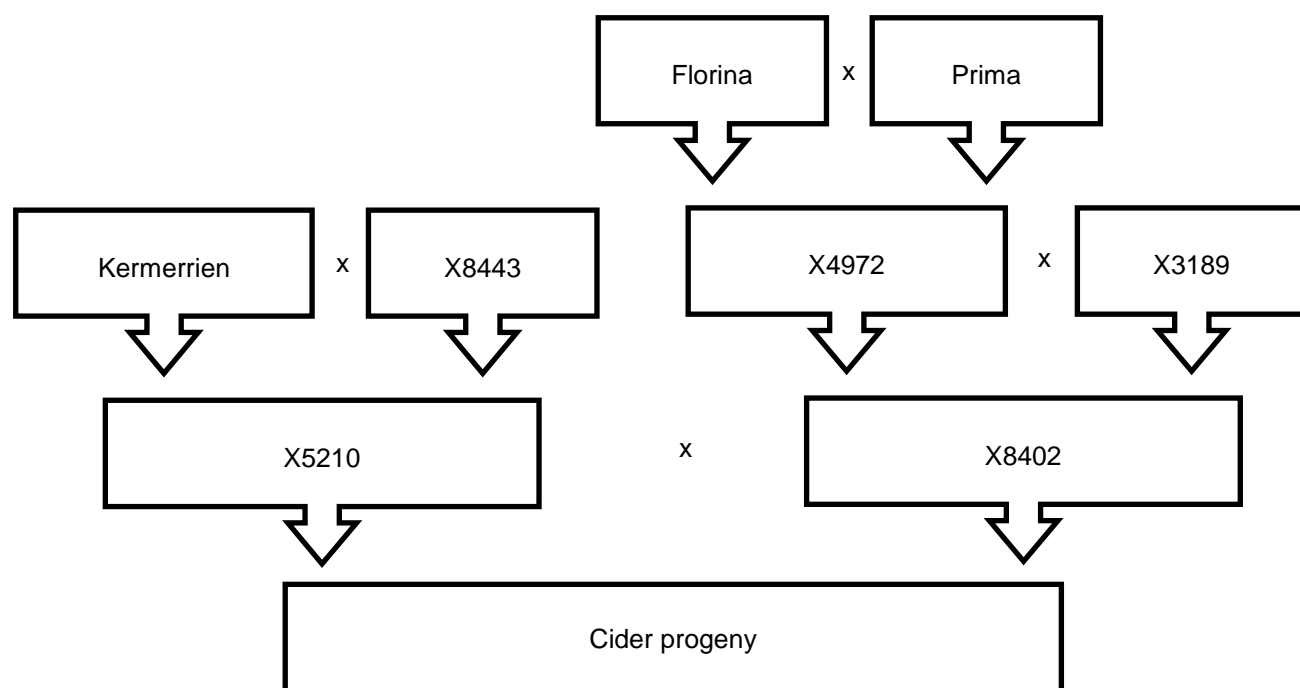 Florina x Prima
Kermerrien x X8443 X4972 x X3189
X5210 x X8402
Cider progeny